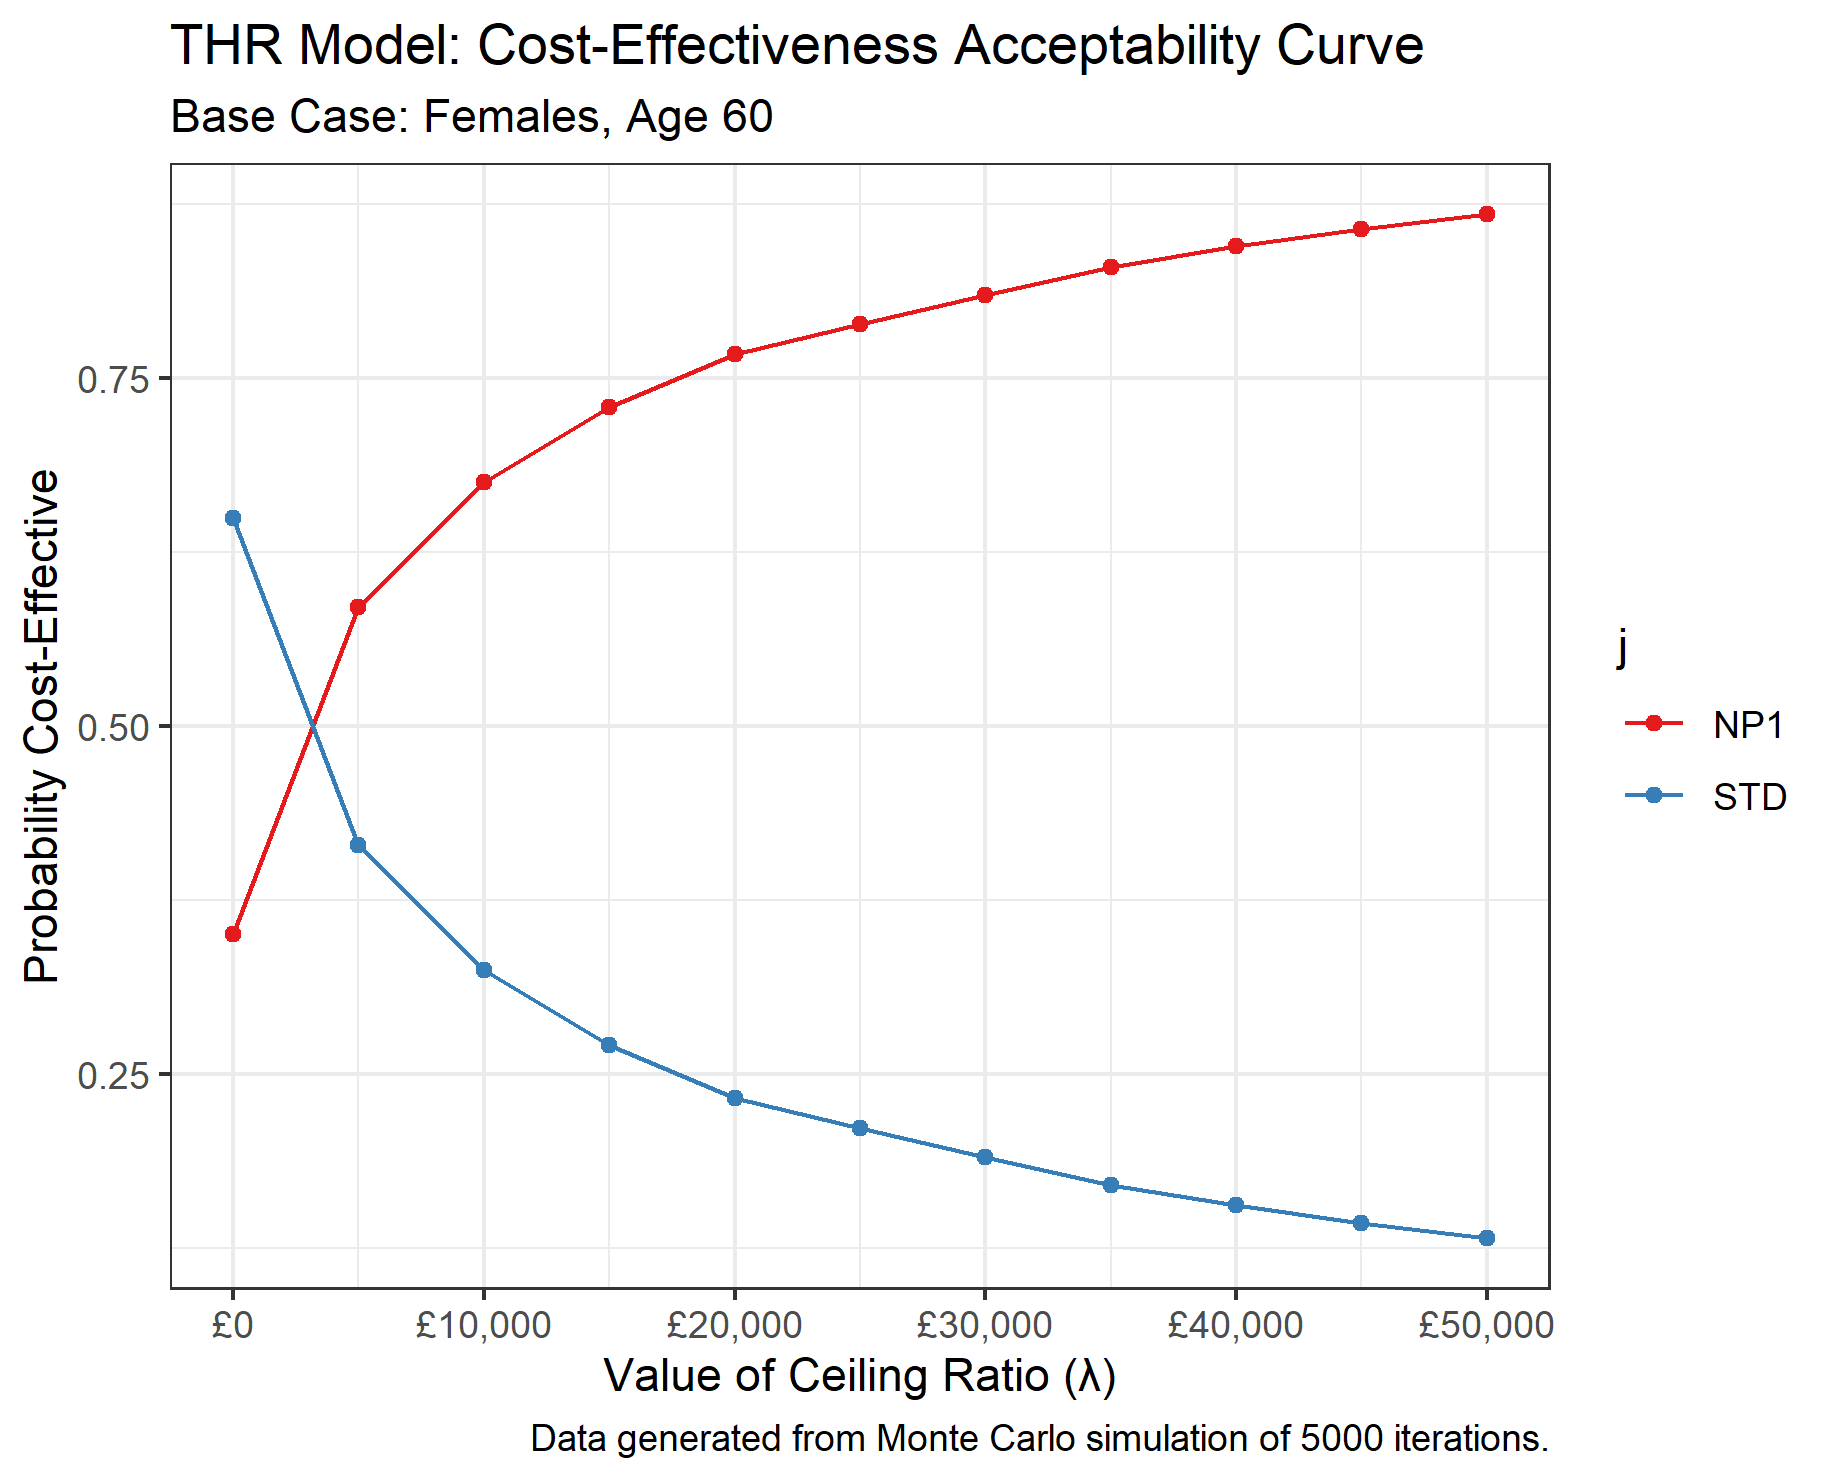 THR Model: Cost-Effectiveness Acceptability Curve
Base Case: Females, Age 60
Probability Cost-Effective
0.75
0.50
0.25
£0
£10,000
£20,000
£30,000
£40,000
£50,000
Value of Ceiling Ratio (λ)
j
NP1
STD
Data generated from Monte Carlo simulation of 5000 iterations.